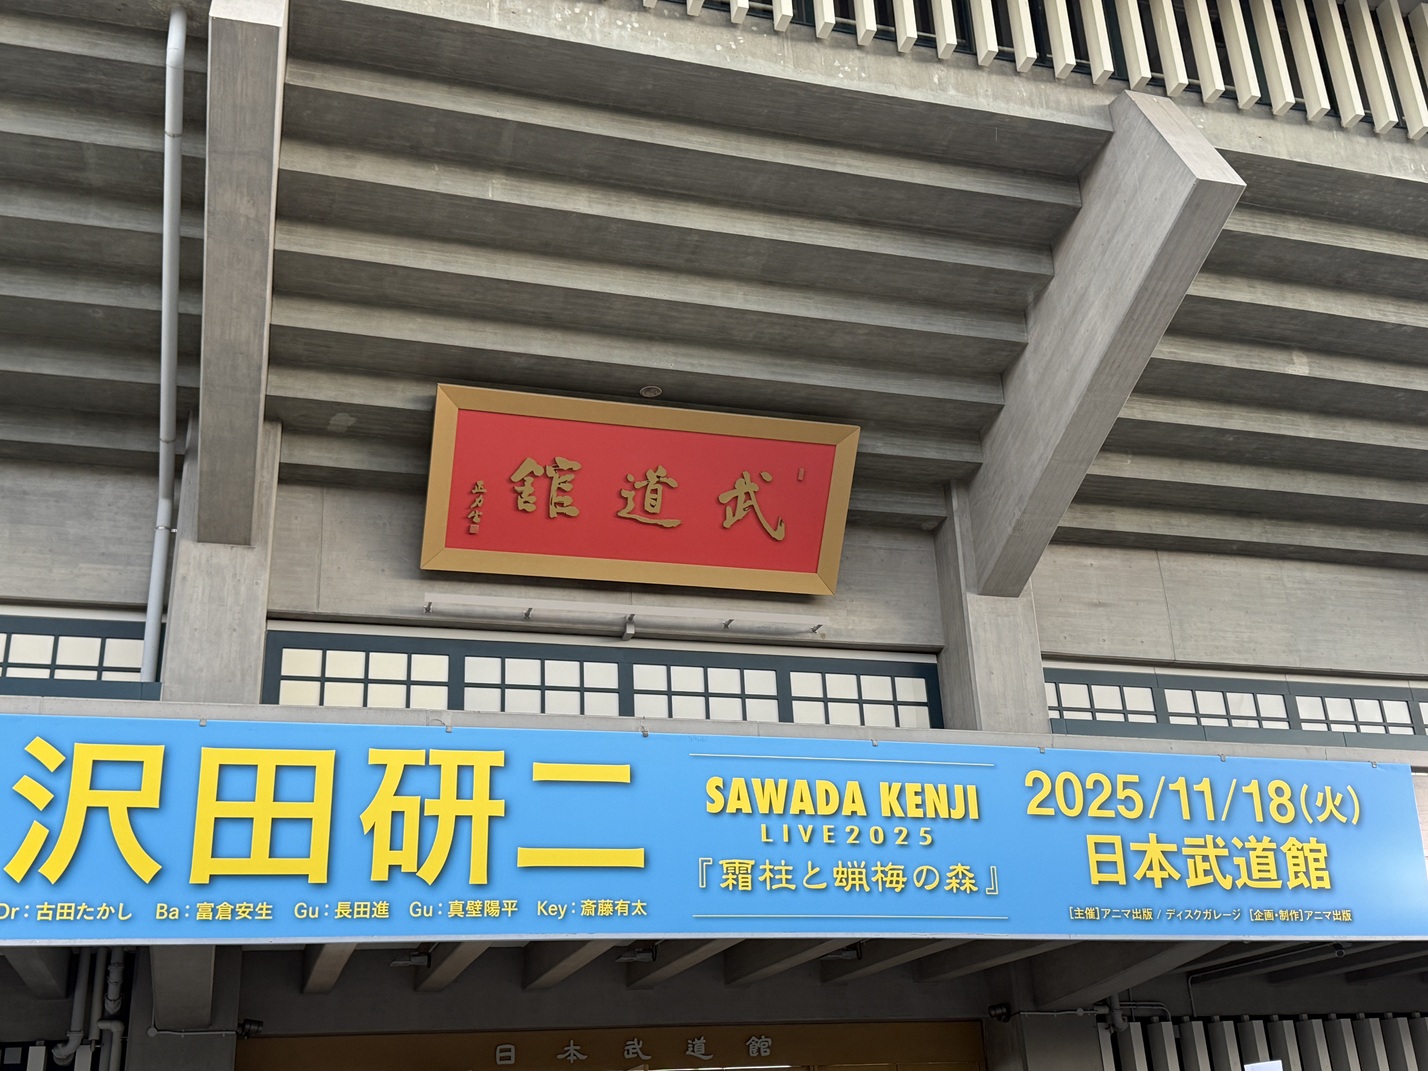 武道館
正力書
沢田研二
Dr：古田たかし　Ba：富倉安生　Gu：長田進　Gu：真壁陽平　Key：斎藤有太
SAWADA KENJI
LIVE2025
『霜柱と蝋梅の森』
2025/11/18(火)
日本武道館
[主催]アニマ出版 / ディスクガレージ　[企画・制作]アニマ出版
日本武道館